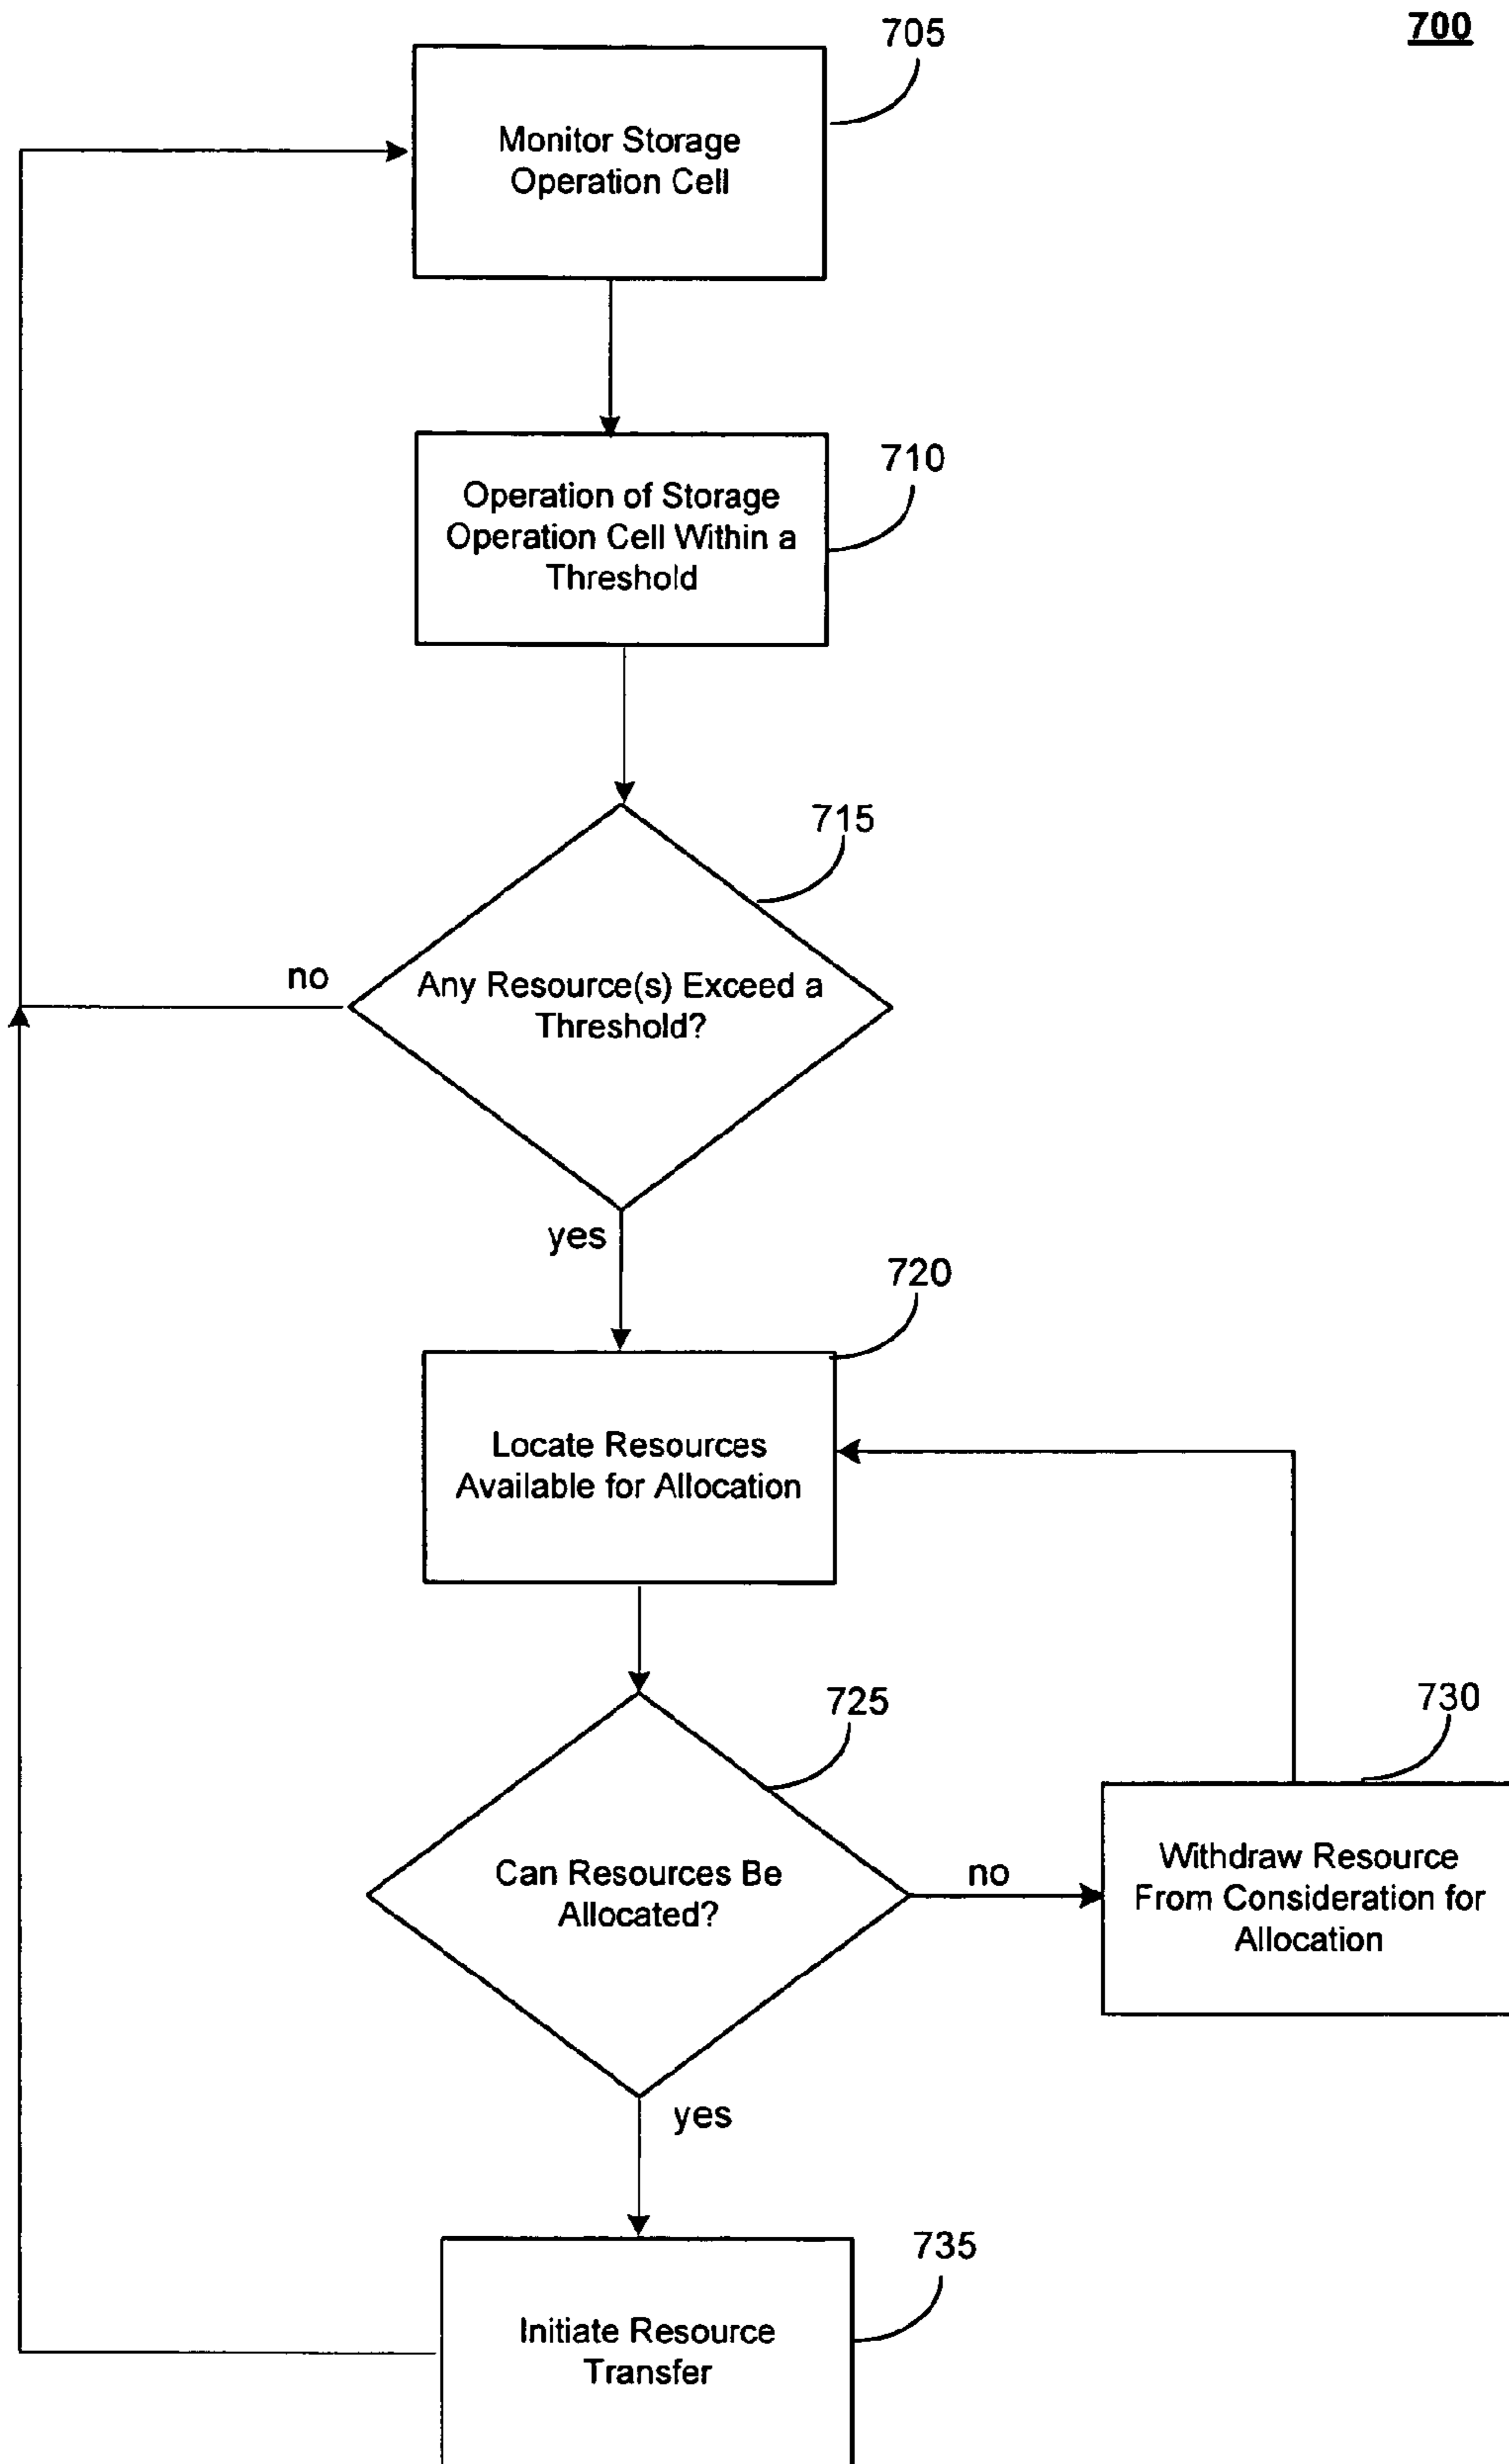 700
705
Monitor Storage
Operation Cell
710
Operation of Storage
Operation Cell Within a
Threshold
715
no
Any Resource(s) Exceed a
Threshold?
yes
720
Locate Resources
Available for Allocation
725
730
Can Resources Be
Allocated?
no
Withdraw Resource
From Consideration for
Allocation
yes
735
Initiate Resource
Transfer